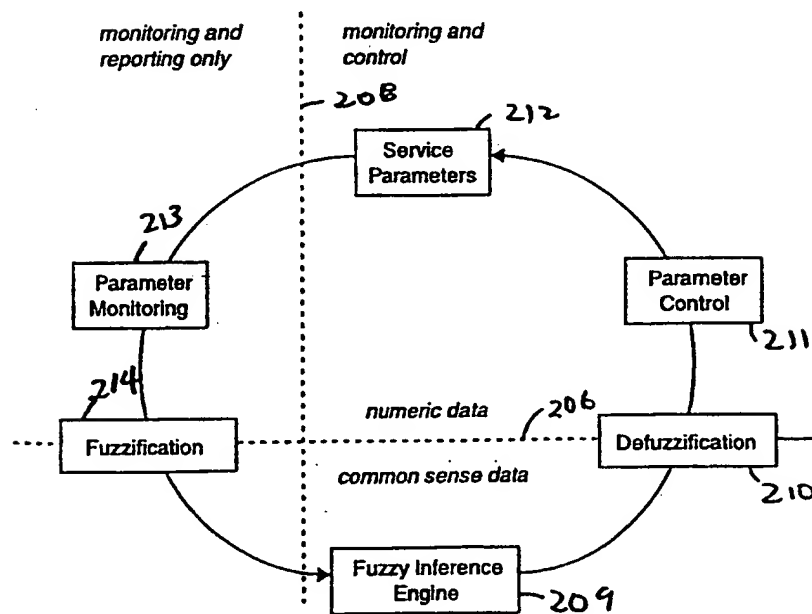 monitoring and
reporting only
monitoring and
control
208
212
Service
Parameters
213
Parameter
Monitoring
Parameter
Control
211
214
numeric data
206
Fuzzification
Defuzzification
common sense data
210
Fuzzy Inference
Engine
209